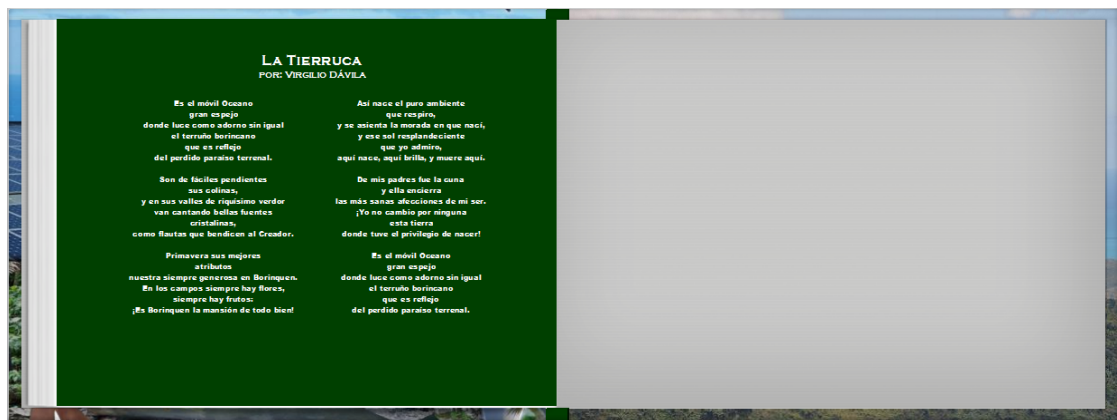 La Tierruca
por: Virgilio Dávila
Es el móvil Oceano
gran espejo
donde luce como adorno sin igual
el terruño borincano
que es reflejo
del perdido paraíso terrenal.
Son de fáciles pendientes
sus colinas,
y en sus valles de riquísimo verdor
van cantando bellas fuentes
cristalinas,
como flautas que bendicen al Creador.
Primavera sus mejores
atributos
nuestra siempre generosa en Borinquen.
En los campos siempre hay flores,
siempre hay frutos:
¡Es Borinquen la mansión de todo bien!
Así nace el puro ambiente
que respiro,
y se asienta la morada en que nací,
y ese sol resplandeciente
que yo admiro,
aquí nace, aquí brilla, y muere aquí.
De mis padres fue la cuna
y ella encierra
las más sanas afecciones de mi ser.
¡Yo no cambio por ninguna
esta tierra
donde tuve el privilegio de nacer!
Es el móvil Oceano
gran espejo
donde luce como adorno sin igual
el terruño borincano
que es reflejo
del perdido paraíso terrenal.